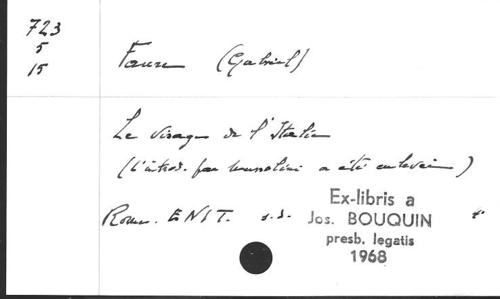 723
5
15
Faure (Gabriel)
Le visage de l'Italie
(L'introd. par Mussolini a été enlevée)
Rome. ENIT. s.d.
Ex-libris a
Jos. BOUQUIN
presb. legatis
1968